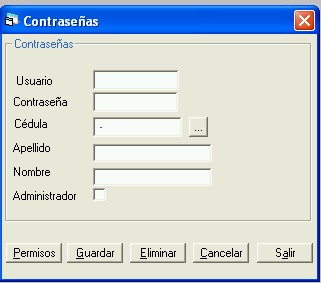 Contraseñas
Contraseñas
Usuario
Contraseña
Cédula - ...
Apellido
Nombre
Administrador
Permisos Guardar Eliminar Cancelar Salir